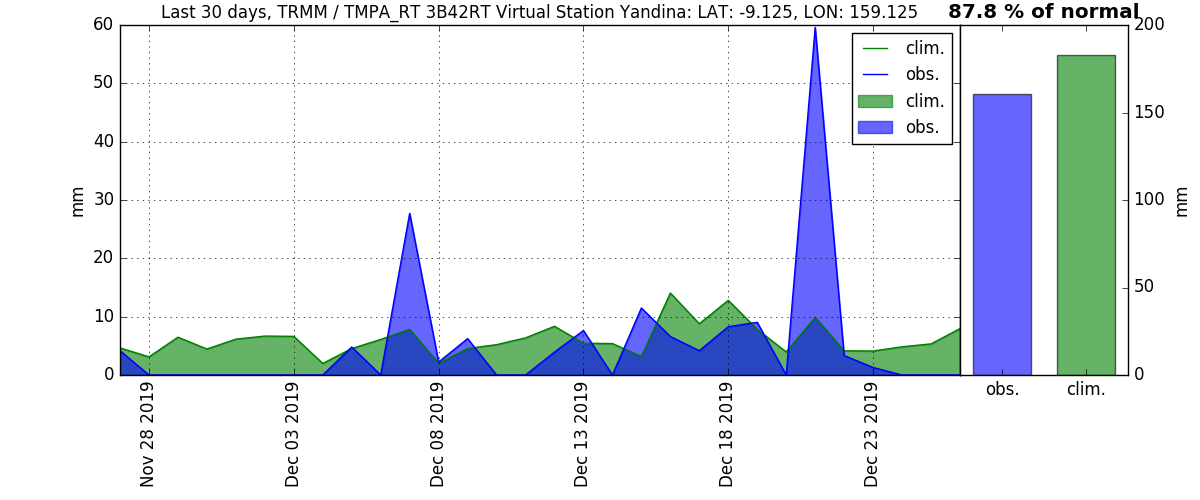 Last 30 days, TRMM / TMPA_RT 3B42RT Virtual Station Yandina: LAT: -9.125, LON: 159.125
87.8 % of normal
60
50
40
30
20
10
0
mm
clim.
obs.
clim.
obs.
200
150
100
50
0
mm
Nov 28 2019
Dec 03 2019
Dec 08 2019
Dec 13 2019
Dec 18 2019
Dec 23 2019
obs.
clim.